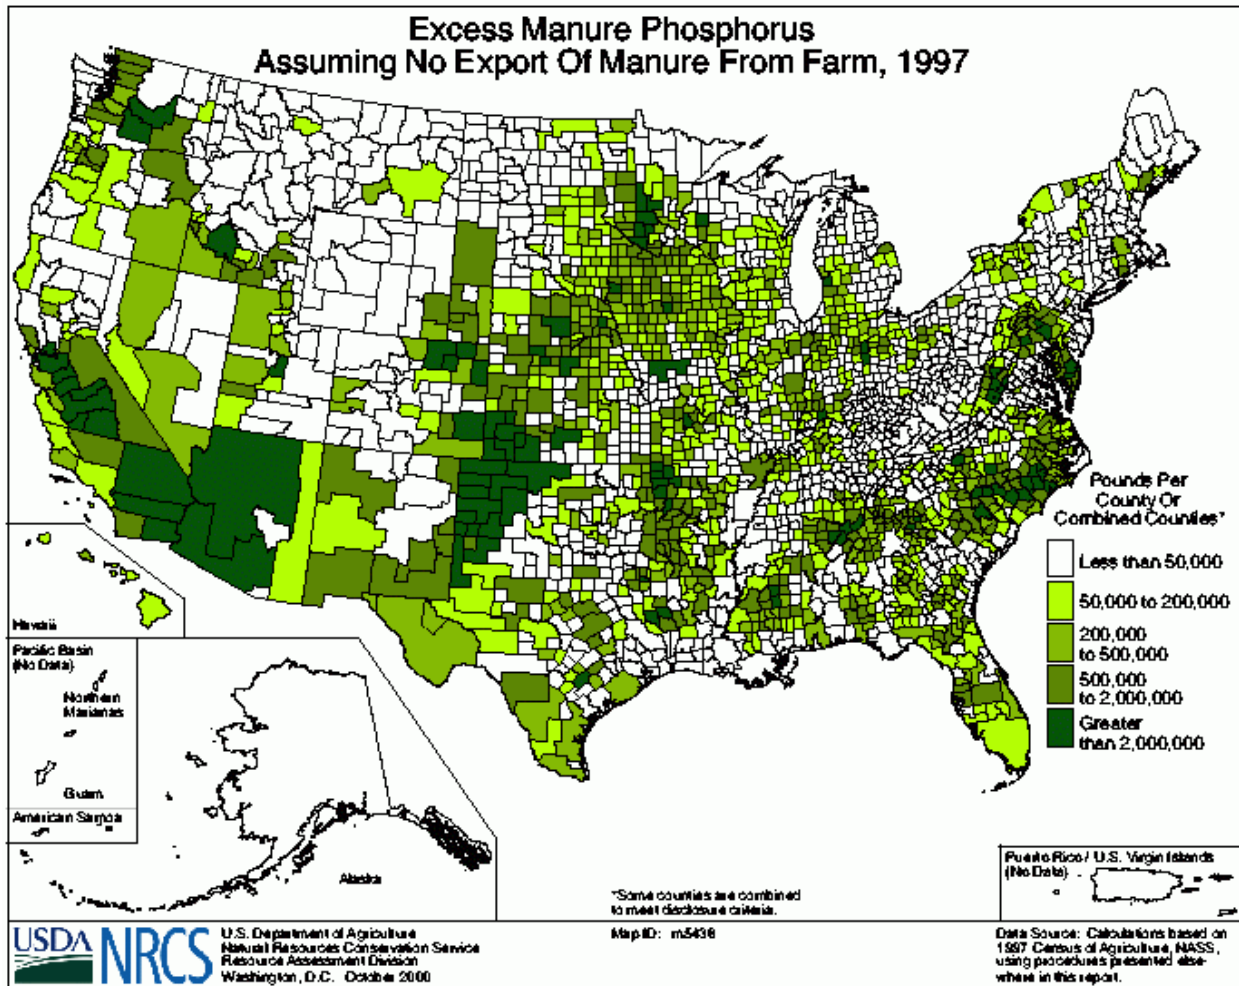 Excess Manure Phosphorus
Assuming No Export Of Manure From Farm, 1997
Pounds Per
County Or
Combined Counties*
Less than 50,000
50,000 to 200,000
200,000
to 500,000
500,000
to 2,000,000
Greater
than 2,000,000
Hawaii
Pacific Basin
(No Data)
Northern
Marianas
Guam
American Samoa
Alaska
*Some counties are combined
to meet disclosure criteria.
Puerto Rico / U.S. Virgin Islands
(No Data)
USDA
NRCS
U.S. Department of Agriculture
Natural Resources Conservation Service
Resource Assessment Division
Washington, D.C. October 2000
Map ID: m5436
Data Source: Calculations based on
1997 Census of Agriculture, NASS,
using procedures presented else-
where in this report.